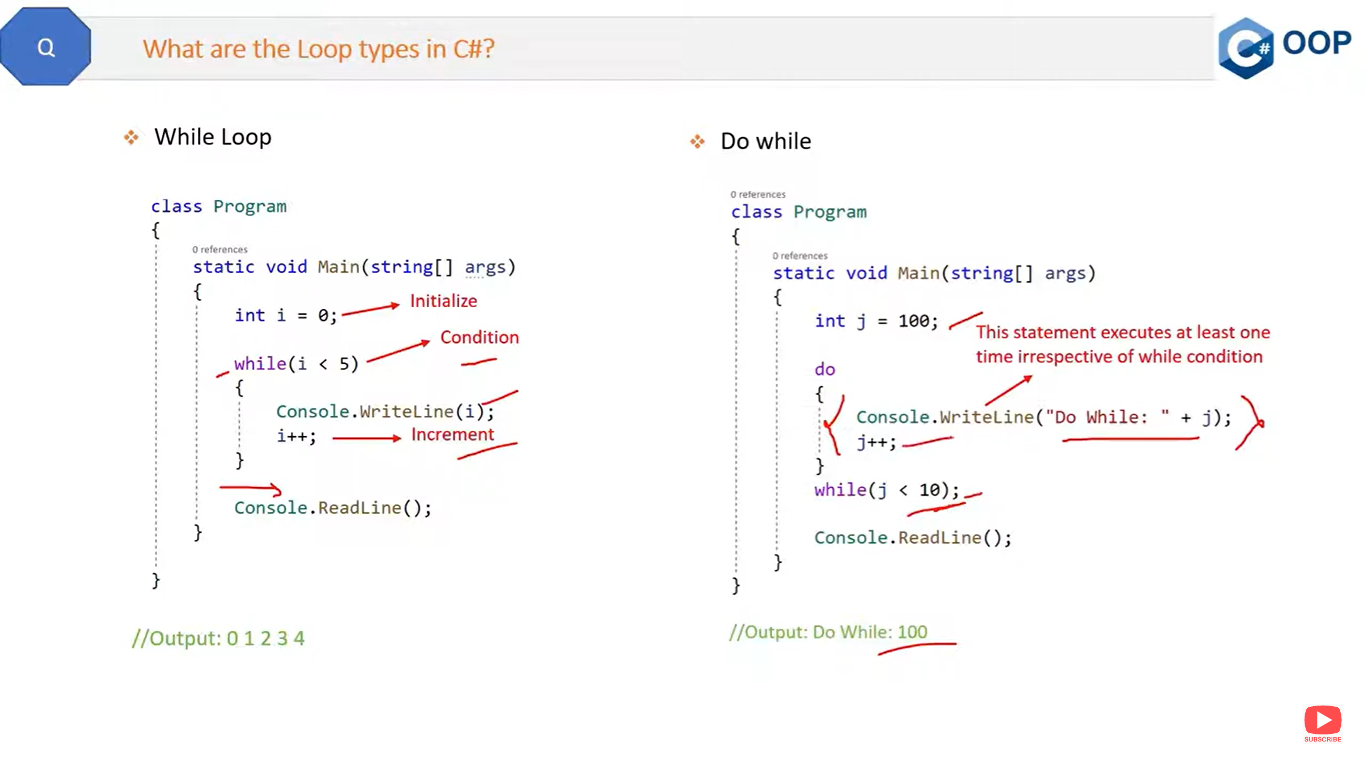 Q
What are the Loop types in C#?
C# OOP
❖ While Loop
class Program
{
0 references
static void Main(string[] args)
{
int i = 0;
Initialize
Condition
while(i < 5)
{
Console.WriteLine(i);
i++;
Increment
}
Console.ReadLine();
}
}
//Output: 0 1 2 3 4
❖ Do while
0 references
class Program
{
0 references
static void Main(string[] args)
{
int j = 100;
This statement executes at least one
time irrespective of while condition
do
{
Console.WriteLine("Do While: " + j);
j++;
}
while(j < 10);
Console.ReadLine();
}
}
//Output: Do While: 100
SUBSCRIBE